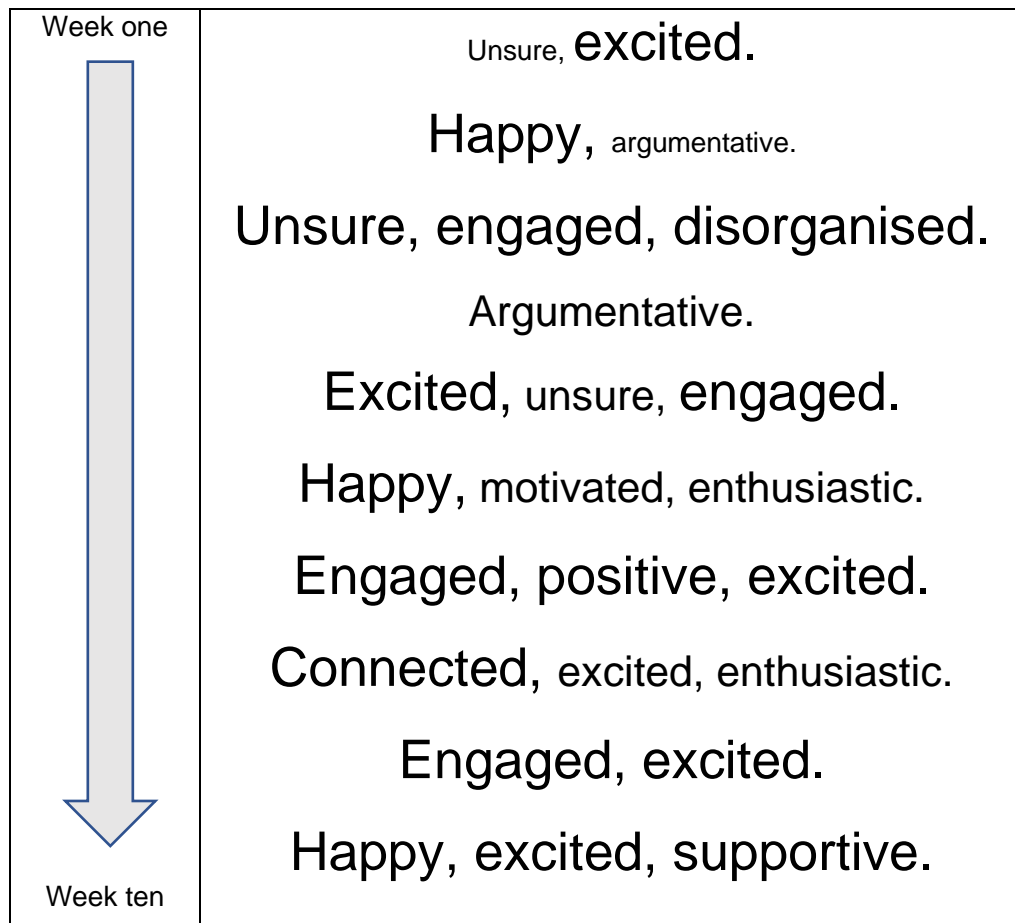 Week one
Unsure, excited.
Happy, argumentative.
Unsure, engaged, disorganised.
Argumentative.
Excited, unsure, engaged.
Happy, motivated, enthusiastic.
Engaged, positive, excited.
Connected, excited, enthusiastic.
Engaged, excited.
Happy, excited, supportive.
Week ten